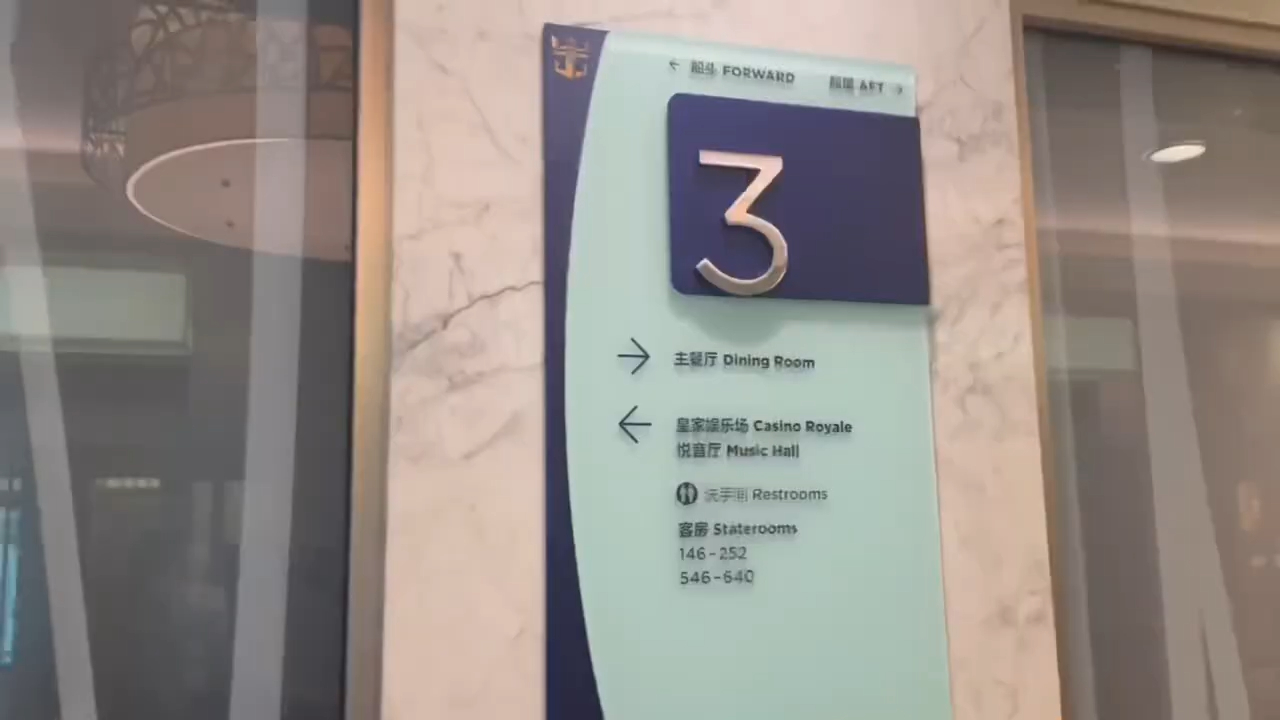 ← 船头 FORWARD
船尾 AFT →
3
→ 主餐厅 Dining Room
← 皇家娱乐场 Casino Royale
悦音厅 Music Hall
洗手间 Restrooms
客房 Staterooms
146 - 252
546 - 640